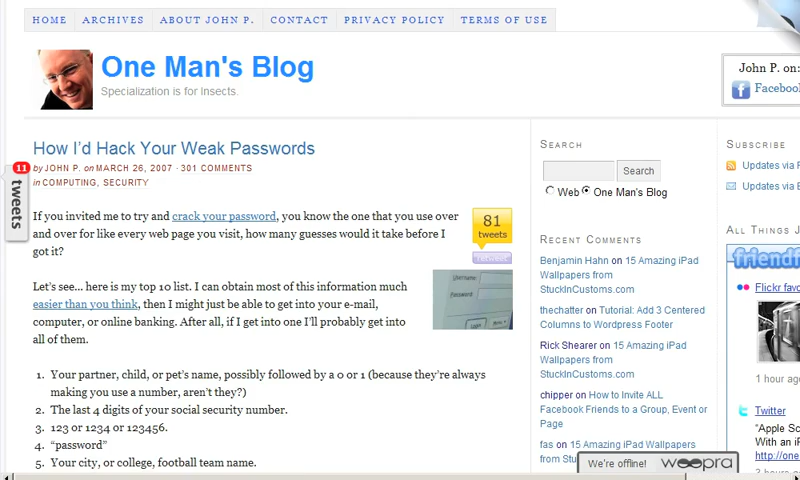 HOME ARCHIVES ABOUT JOHN P. CONTACT PRIVACY POLICY TERMS OF USE
One Man's Blog
Specialization is for Insects.
John P. on:
Facebook
How I'd Hack Your Weak Passwords
by JOHN P. on MARCH 26, 2007 · 301 COMMENTS
in COMPUTING, SECURITY
11
tweets
If you invited me to try and crack your password, you know the one that you use over
and over for like every web page you visit, how many guesses would it take before I
got it?
81
tweets
retweet
Let's see... here is my top 10 list. I can obtain most of this information much
easier than you think, then I might just be able to get into your e-mail,
computer, or online banking. After all, if I get into one I'll probably get into
all of them.
Username:
Password:
1. Your partner, child, or pet's name, possibly followed by a 0 or 1 (because they're always
making you use a number, aren't they?)
2. The last 4 digits of your social security number.
3. 123 or 1234 or 123456.
4. "password"
5. Your city, or college, football team name.
SEARCH
Search
Web One Man's Blog
RECENT COMMENTS
Benjamin Hahn on 15 Amazing iPad
Wallpapers from
StuckInCustoms.com
thechatter on Tutorial: Add 3 Centered
Columns to Wordpress Footer
Rick Shearer on 15 Amazing iPad
Wallpapers from
StuckInCustoms.com
chipper on How to Invite ALL
Facebook Friends to a Group, Event or
Page
fas on 15 Amazing iPad Wallpapers
from
We're offline! woopra
SUBSCRIBE
Updates via
Updates via
ALL THINGS
friendf
Flickr favo
1 hour ago
Twitter
"Apple Sc
With an iP
http://one.